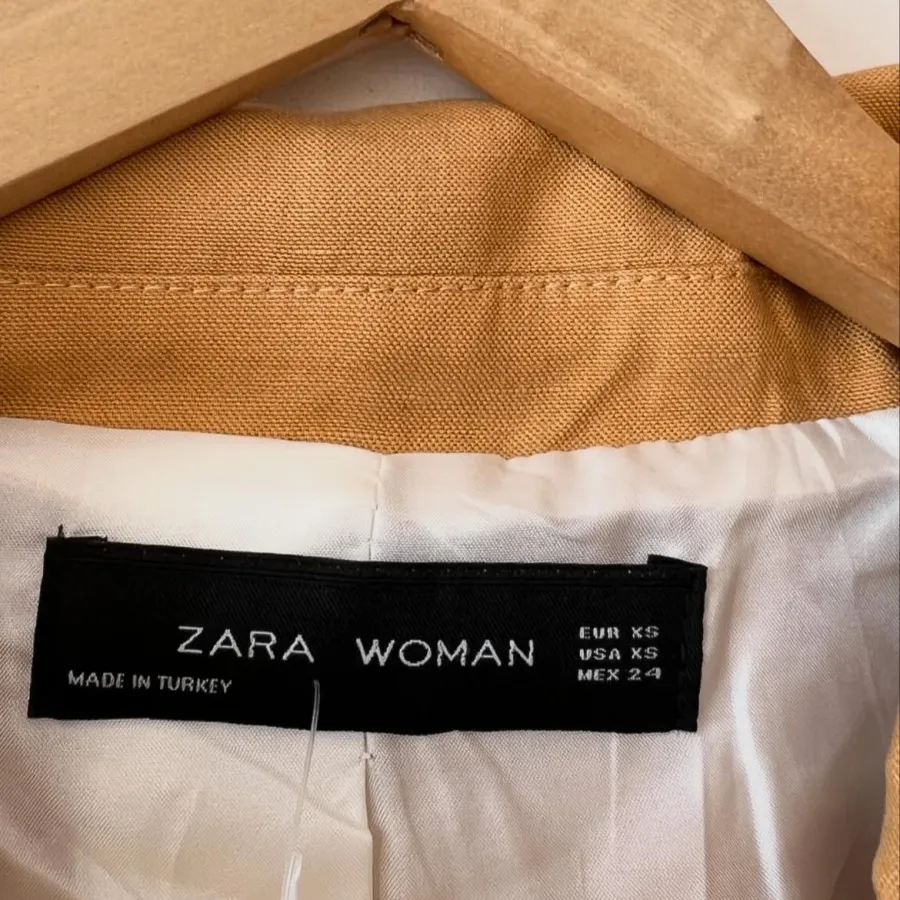 ZARA WOMAN
MADE IN TURKEY
EUR XS
USA XS
MEX 24